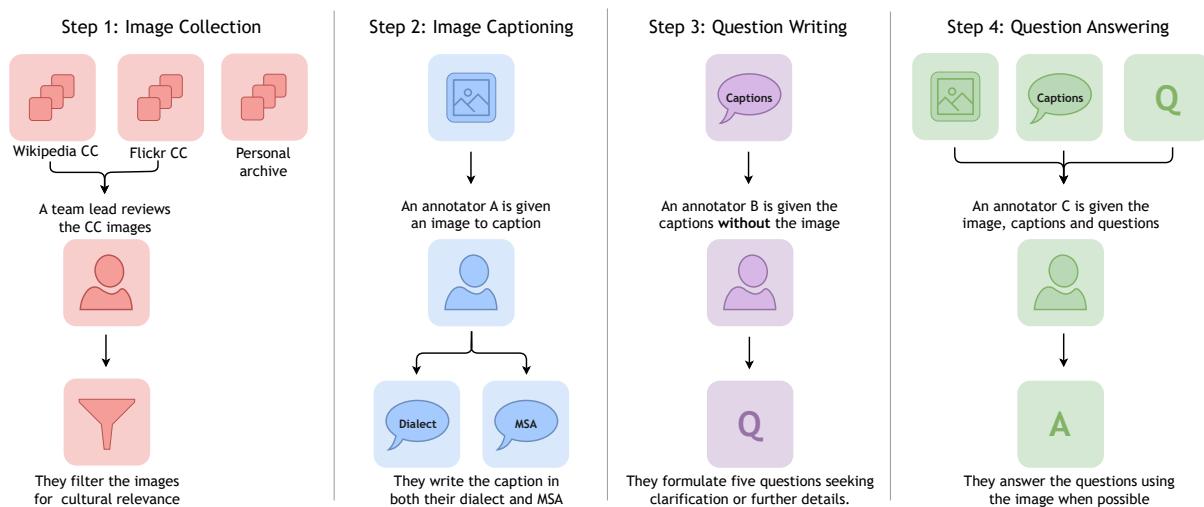 Step 1: Image Collection
Wikipedia CC
Flickr CC
Personal
archive
A team lead reviews
the CC images
They filter the images
for cultural relevance
Step 2: Image Captioning
An annotator A is given
an image to caption
Dialect
MSA
They write the caption in
both their dialect and MSA
Step 3: Question Writing
Captions
An annotator B is given the
captions without the image
Q
They formulate five questions seeking
clarification or further details.
Step 4: Question Answering
Captions
Q
An annotator C is given the
image, captions and questions
A
They answer the questions using
the image when possible